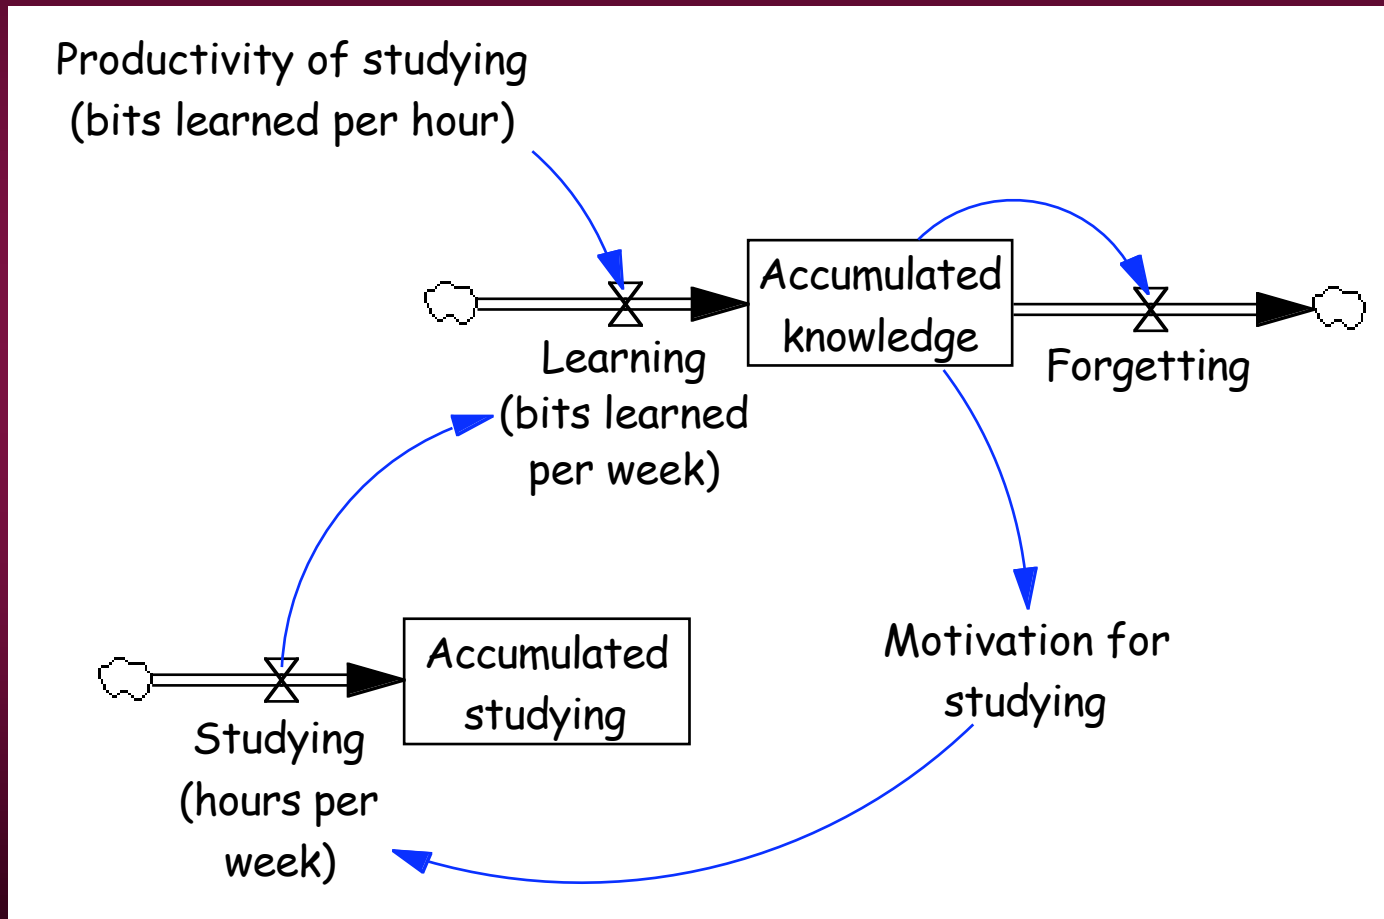 Productivity of studying
(bits learned per hour)
Accumulated
knowledge
Learning
(bits learned
per week)
Forgetting
Accumulated
studying
Studying
(hours per
week)
Motivation for
studying